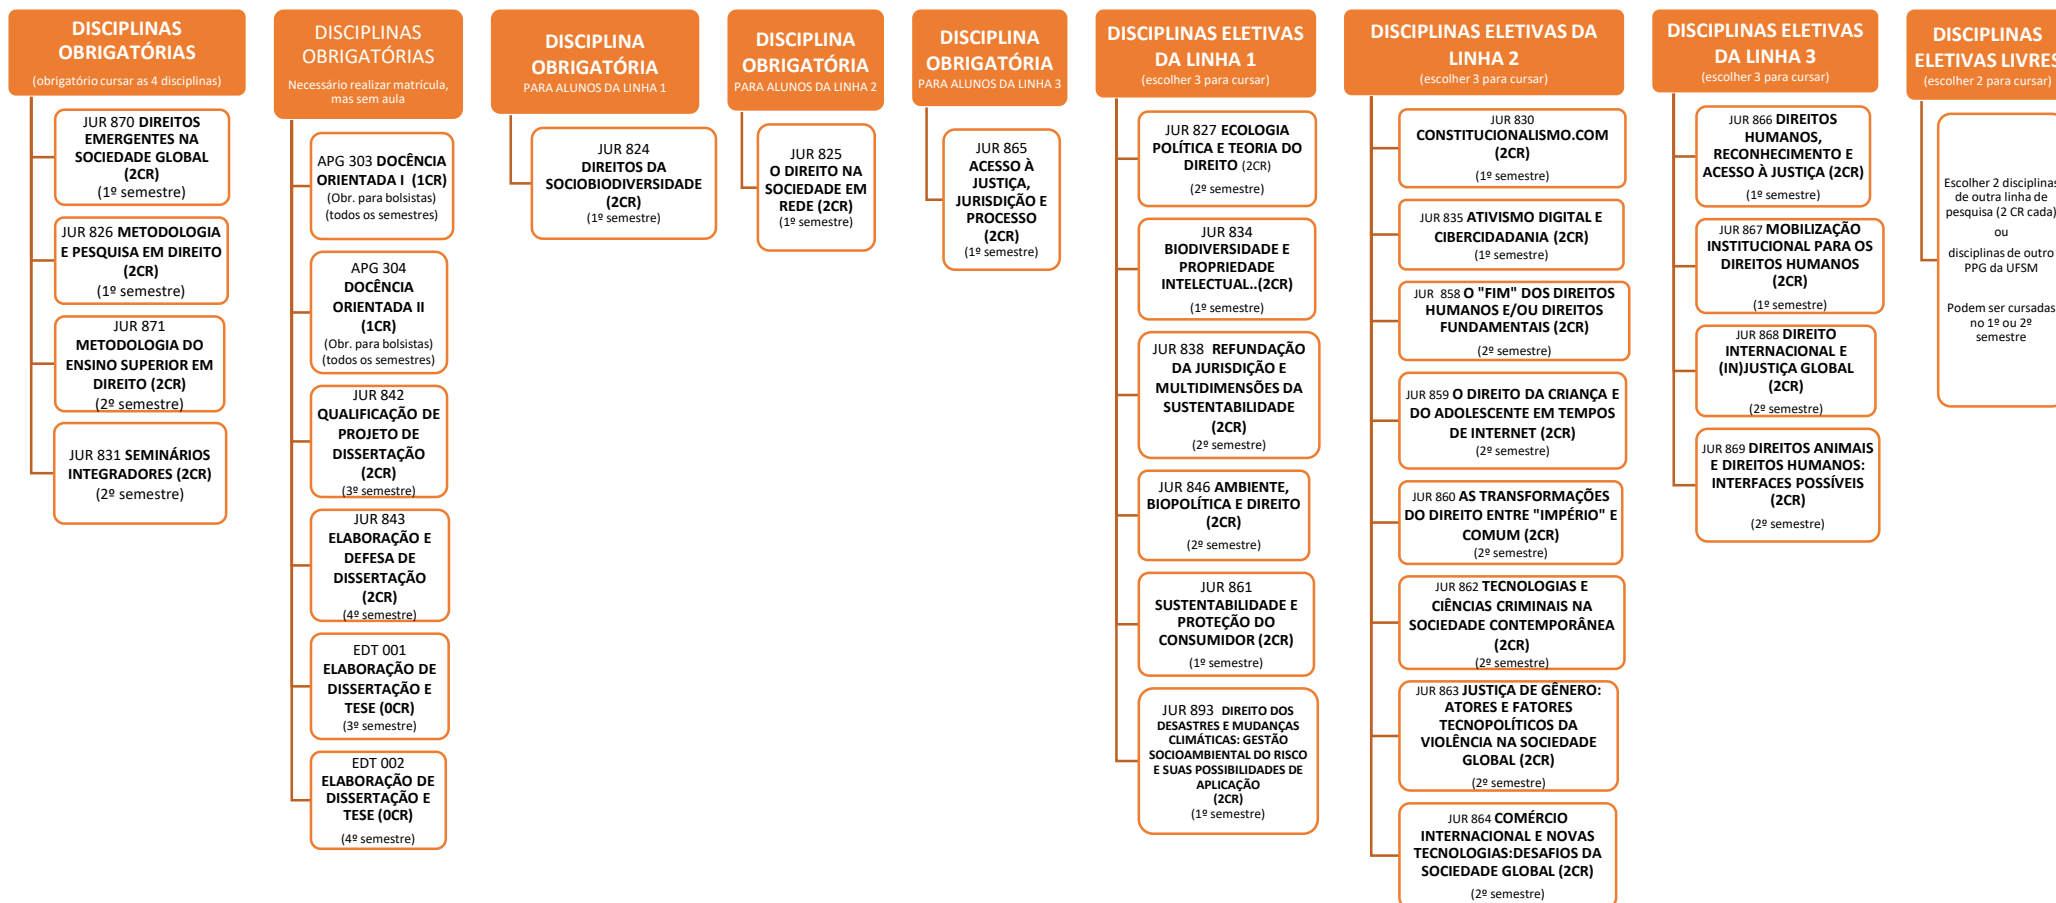 DISCIPLINAS
OBRIGATÓRIAS
(obrigatório cursar as 4 disciplinas)
JUR 870 DIREITOS
EMERGENTES NA
SOCIEDADE GLOBAL
(2CR)
(1º semestre)
JUR 826 METODOLOGIA
E PESQUISA EM DIREITO
(2CR)
(1º semestre)
JUR 871
METODOLOGIA DO
ENSINO SUPERIOR EM
DIREITO (2CR)
(2º semestre)
JUR 831 SEMINÁRIOS
INTEGRADORES (2CR)
(2º semestre)
DISCIPLINAS
OBRIGATÓRIAS
Necessário realizar matrícula,
mas sem aula
APG 303 DOCÊNCIA
ORIENTADA I (1CR)
(Obr. para bolsistas)
(todos os semestres)
APG 304
DOCÊNCIA
ORIENTADA II
(1CR)
(Obr. para bolsistas)
(todos os semestres)
JUR 842
QUALIFICAÇÃO DE
PROJETO DE
DISSERTAÇÃO
(2CR)
(3º semestre)
JUR 843
ELABORAÇÃO E
DEFESA DE
DISSERTAÇÃO
(2CR)
(4º semestre)
EDT 001
ELABORAÇÃO DE
DISSERTAÇÃO E
TESE (0CR)
(3º semestre)
EDT 002
ELABORAÇÃO DE
DISSERTAÇÃO E
TESE (0CR)
(4º semestre)
DISCIPLINA
OBRIGATÓRIA
PARA ALUNOS DA LINHA 1
JUR 824
DIREITOS DA
SOCIOBIODIVERSIDADE
(2CR)
(1º semestre)
DISCIPLINA
OBRIGATÓRIA
PARA ALUNOS DA LINHA 2
JUR 825
O DIREITO NA
SOCIEDADE EM
REDE (2CR)
(1º semestre)
DISCIPLINA
OBRIGATÓRIA
PARA ALUNOS DA LINHA 3
JUR 865
ACESSO À
JUSTIÇA,
JURISDIÇÃO E
PROCESSO
(2CR)
(1º semestre)
DISCIPLINAS ELETIVAS
DA LINHA 1
(escolher 3 para cursar)
JUR 827 ECOLOGIA
POLÍTICA E TEORIA DO
DIREITO (2CR)
(2º semestre)
JUR 834
BIODIVERSIDADE E
PROPRIEDADE
INTELECTUAL..(2CR)
(1º semestre)
JUR 838 REFUNDAÇÃO
DA JURISDIÇÃO E
MULTIDIMENSÕES DA
SUSTENTABILIDADE
(2CR)
(2º semestre)
JUR 846 AMBIENTE,
BIOPOLÍTICA E DIREITO
(2CR)
(2º semestre)
JUR 861
SUSTENTABILIDADE E
PROTEÇÃO DO
CONSUMIDOR (2CR)
(1º semestre)
JUR 893 DIREITO DOS
DESASTRES E MUDANÇAS
CLIMÁTICAS: GESTÃO
SOCIOAMBIENTAL DO RISCO
E SUAS POSSIBILIDADES DE
APLICAÇÃO
(2CR)
(1º semestre)
DISCIPLINAS ELETIVAS DA
LINHA 2
(escolher 3 para cursar)
JUR 830
CONSTITUCIONALISMO.COM
(2CR)
(1º semestre)
JUR 835 ATIVISMO DIGITAL E
CIBERCIDADANIA (2CR)
(1º semestre)
JUR 858 O "FIM" DOS DIREITOS
HUMANOS E/OU DIREITOS
FUNDAMENTAIS (2CR)
(2º semestre)
JUR 859 O DIREITO DA CRIANÇA E
DO ADOLESCENTE EM TEMPOS
DE INTERNET (2CR)
(2º semestre)
JUR 860 AS TRANSFORMAÇÕES
DO DIREITO ENTRE "IMPÉRIO" E
COMUM (2CR)
(2º semestre)
JUR 862 TECNOLOGIAS E
CIÊNCIAS CRIMINAIS NA
SOCIEDADE CONTEMPORÂNEA
(2CR)
(2º semestre)
JUR 863 JUSTIÇA DE GÊNERO:
ATORES E FATORES
TECNOPOLÍTICOS DA
VIOLÊNCIA NA SOCIEDADE
GLOBAL (2CR)
(2º semestre)
JUR 864 COMÉRCIO
INTERNACIONAL E NOVAS
TECNOLOGIAS:DESAFIOS DA
SOCIEDADE GLOBAL (2CR)
(2º semestre)
DISCIPLINAS ELETIVAS
DA LINHA 3
(escolher 3 para cursar)
JUR 866 DIREITOS
HUMANOS,
RECONHECIMENTO E
ACESSO À JUSTIÇA (2CR)
(1º semestre)
JUR 867 MOBILIZAÇÃO
INSTITUCIONAL PARA OS
DIREITOS HUMANOS
(2CR)
(1º semestre)
JUR 868 DIREITO
INTERNACIONAL E
(IN)JUSTIÇA GLOBAL
(2CR)
(2º semestre)
JUR 869 DIREITOS ANIMAIS
E DIREITOS HUMANOS:
INTERFACES POSSÍVEIS
(2CR)
(2º semestre)
DISCIPLINAS
ELETIVAS LIVRES
(escolher 2 para cursar)
Escolher 2 disciplinas
de outra linha de
pesquisa (2 CR cada)
ou
disciplinas de outro
PPG da UFSM
Podem ser cursadas
no 1º ou 2º
semestre